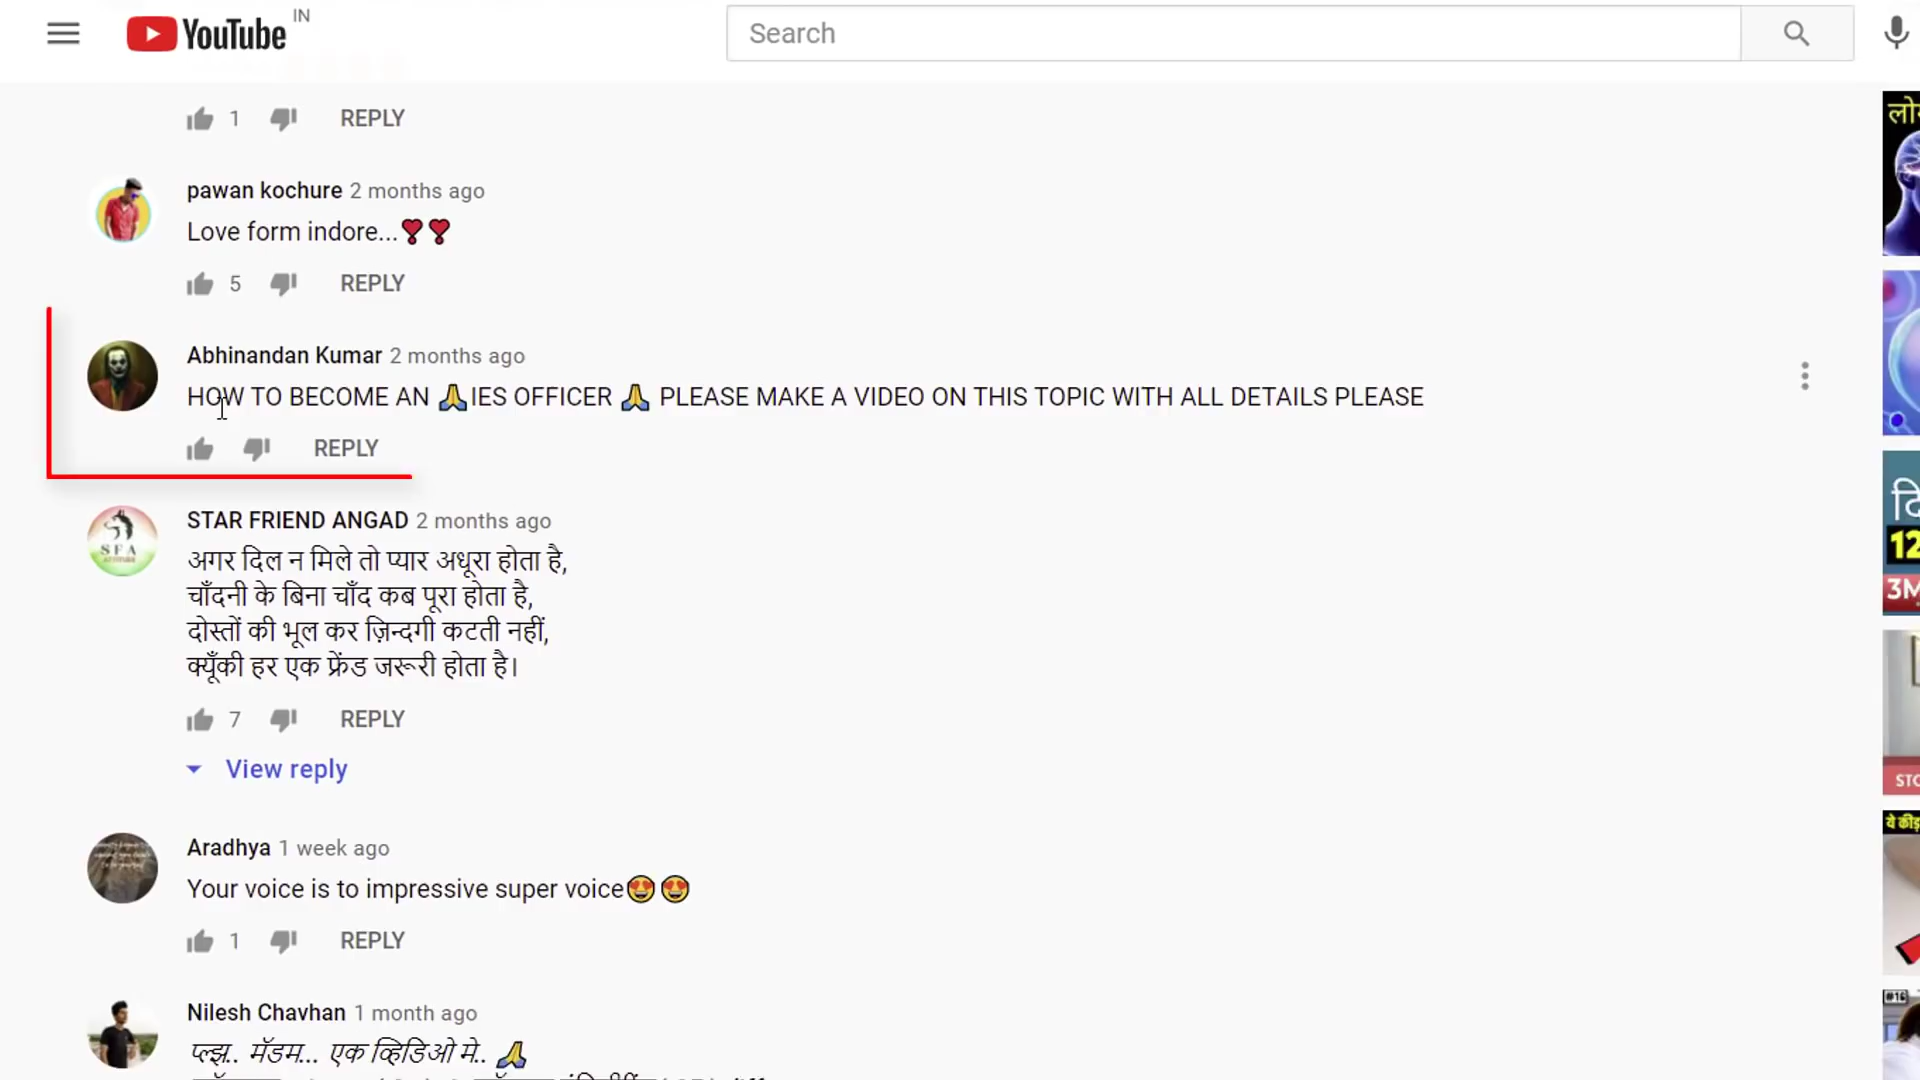 YouTube IN
Search
1 REPLY
pawan kochure 2 months ago
Love form indore...❣❣
5 REPLY
Abhinandan Kumar 2 months ago
HOW TO BECOME AN 🙏IES OFFICER 🙏 PLEASE MAKE A VIDEO ON THIS TOPIC WITH ALL DETAILS PLEASE
REPLY
SFA
STAR FRIEND ANGAD 2 months ago
अगर दिल न मिले तो प्यार अधूरा होता है,
चाँदनी के बिना चाँद कब पूरा होता है,
दोस्तों की भूल कर ज़िन्दगी कटती नहीं,
क्यूँकी हर एक फ्रेंड जरूरी होता है।
7 REPLY
View reply
Aradhya 1 week ago
Your voice is to impressive super voice😍😍
1 REPLY
Nilesh Chavhan 1 month ago
प्ल्झ.. मॅडम... एक व्हिडिओ मे.. 🙏
12
3M
#16